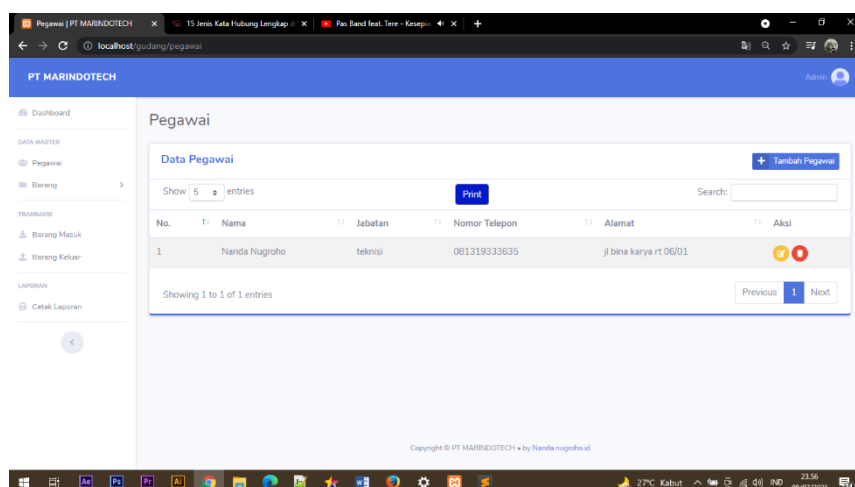 Pegawai | PT MARINDOTECH
15 Jenis Kata Hubung Lengkap d
Pas Band feat. Tere - Kesepia
localhost/gudang/pegawai
PT MARINDOTECH
Admin
Dashboard
Pegawai
DATA MASTER
Pegawai
Barang
Data Pegawai
Tambah Pegawai
Show 5 entries
Print
Search:
TRANSAKSI
Barang Masuk
Barang Keluar
No. Nama Jabatan Nomor Telepon Alamat Aksi
1 Nanda Nugroho teknisi 081319333635 jl bina karya rt 06/01
LAPORAN
Cetak Laporan
Showing 1 to 1 of 1 entries
Previous 1 Next
Copyright © PT MARINDOTECH • by Nanda nugroho.id
Ae Ps Pr Ai
27°C Kabut
IND
23.56